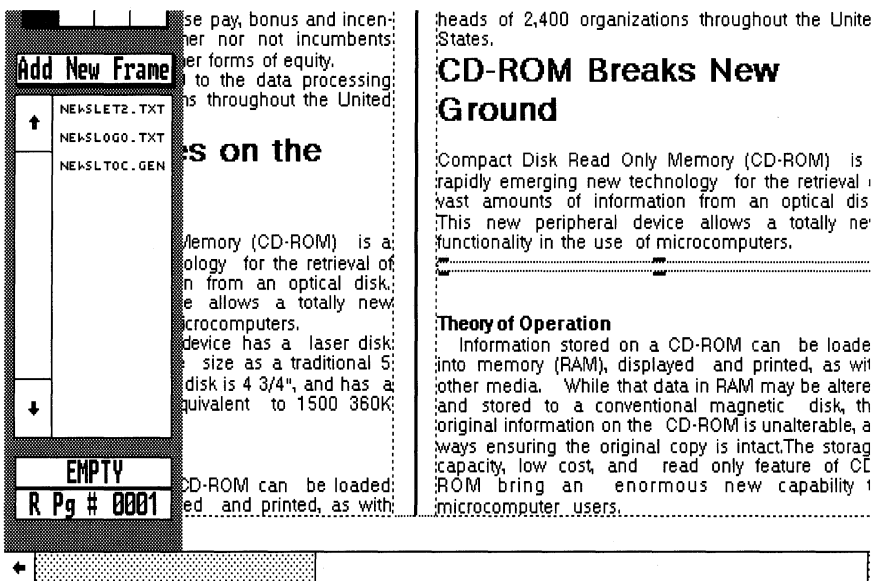 Add New Frame
NEWSLET2.TXT
NEWSLOGO.TXT
NEWSLTOC.GEN
EMPTY
R Pg # 0001
se pay, bonus and incen-
her nor not incumbents
er forms of equity.
to the data processing
ns throughout the United
es on the
Memory (CD-ROM) is a
ology for the retrieval of
n from an optical disk.
e allows a totally new
icrocomputers.
device has a laser disk
size as a traditional 5
disk is 4 3/4", and has a
quivalent to 1500 360K
CD-ROM can be loaded
ed and printed, as with
heads of 2,400 organizations throughout the Unite
States.
CD-ROM Breaks New
Ground
Compact Disk Read Only Memory (CD-ROM) is
rapidly emerging new technology for the retrieval
vast amounts of information from an optical dis
This new peripheral device allows a totally ne
functionality in the use of microcomputers.
Theory of Operation
Information stored on a CD-ROM can be loade
into memory (RAM), displayed and printed, as wit
other media. While that data in RAM may be altere
and stored to a conventional magnetic disk, th
original information on the CD-ROM is unalterable, a
ways ensuring the original copy is intact.The storag
capacity, low cost, and read only feature of CD
ROM bring an enormous new capability t
microcomputer users.